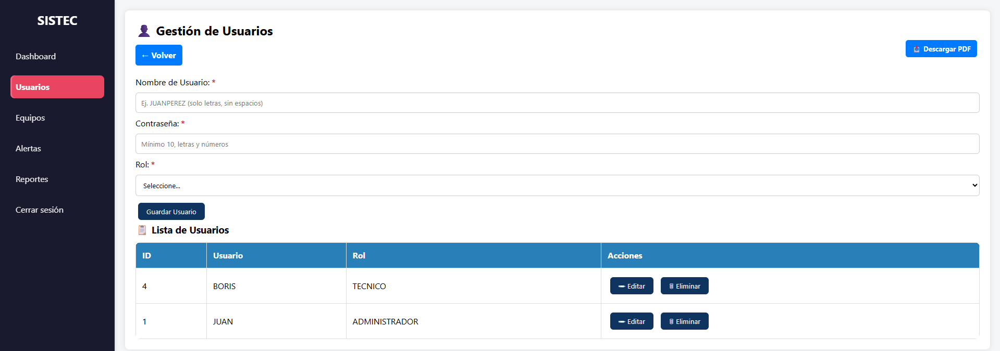 SISTEC
Dashboard
Usuarios
Equipos
Alertas
Reportes
Cerrar sesión
Gestión de Usuarios
← Volver
Descargar PDF
Nombre de Usuario: *
Ej. JUANPEREZ (solo letras, sin espacios)
Contraseña: *
Mínimo 10, letras y números
Rol: *
Seleccione...
Guardar Usuario
Lista de Usuarios
ID Usuario Rol Acciones
4 BORIS TECNICO Editar Eliminar
1 JUAN ADMINISTRADOR Editar Eliminar